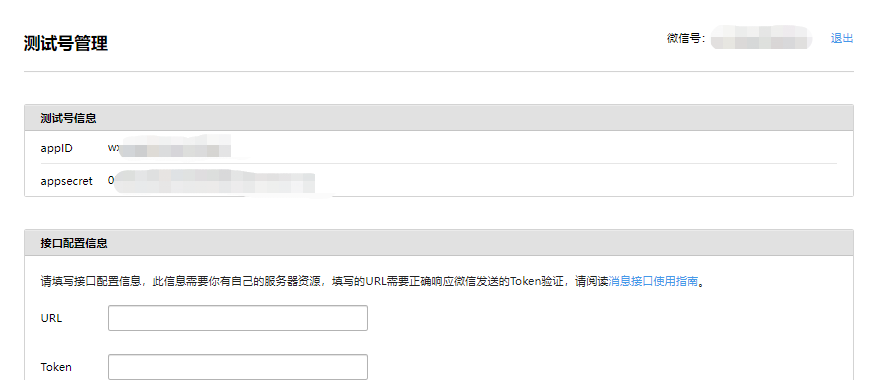 测试号管理
微信号： 退出
测试号信息
appID wx
appsecret 0
接口配置信息
请填写接口配置信息，此信息需要你有自己的服务器资源，填写的URL需要正确响应微信发送的Token验证，请阅读消息接口使用指南。
URL
Token